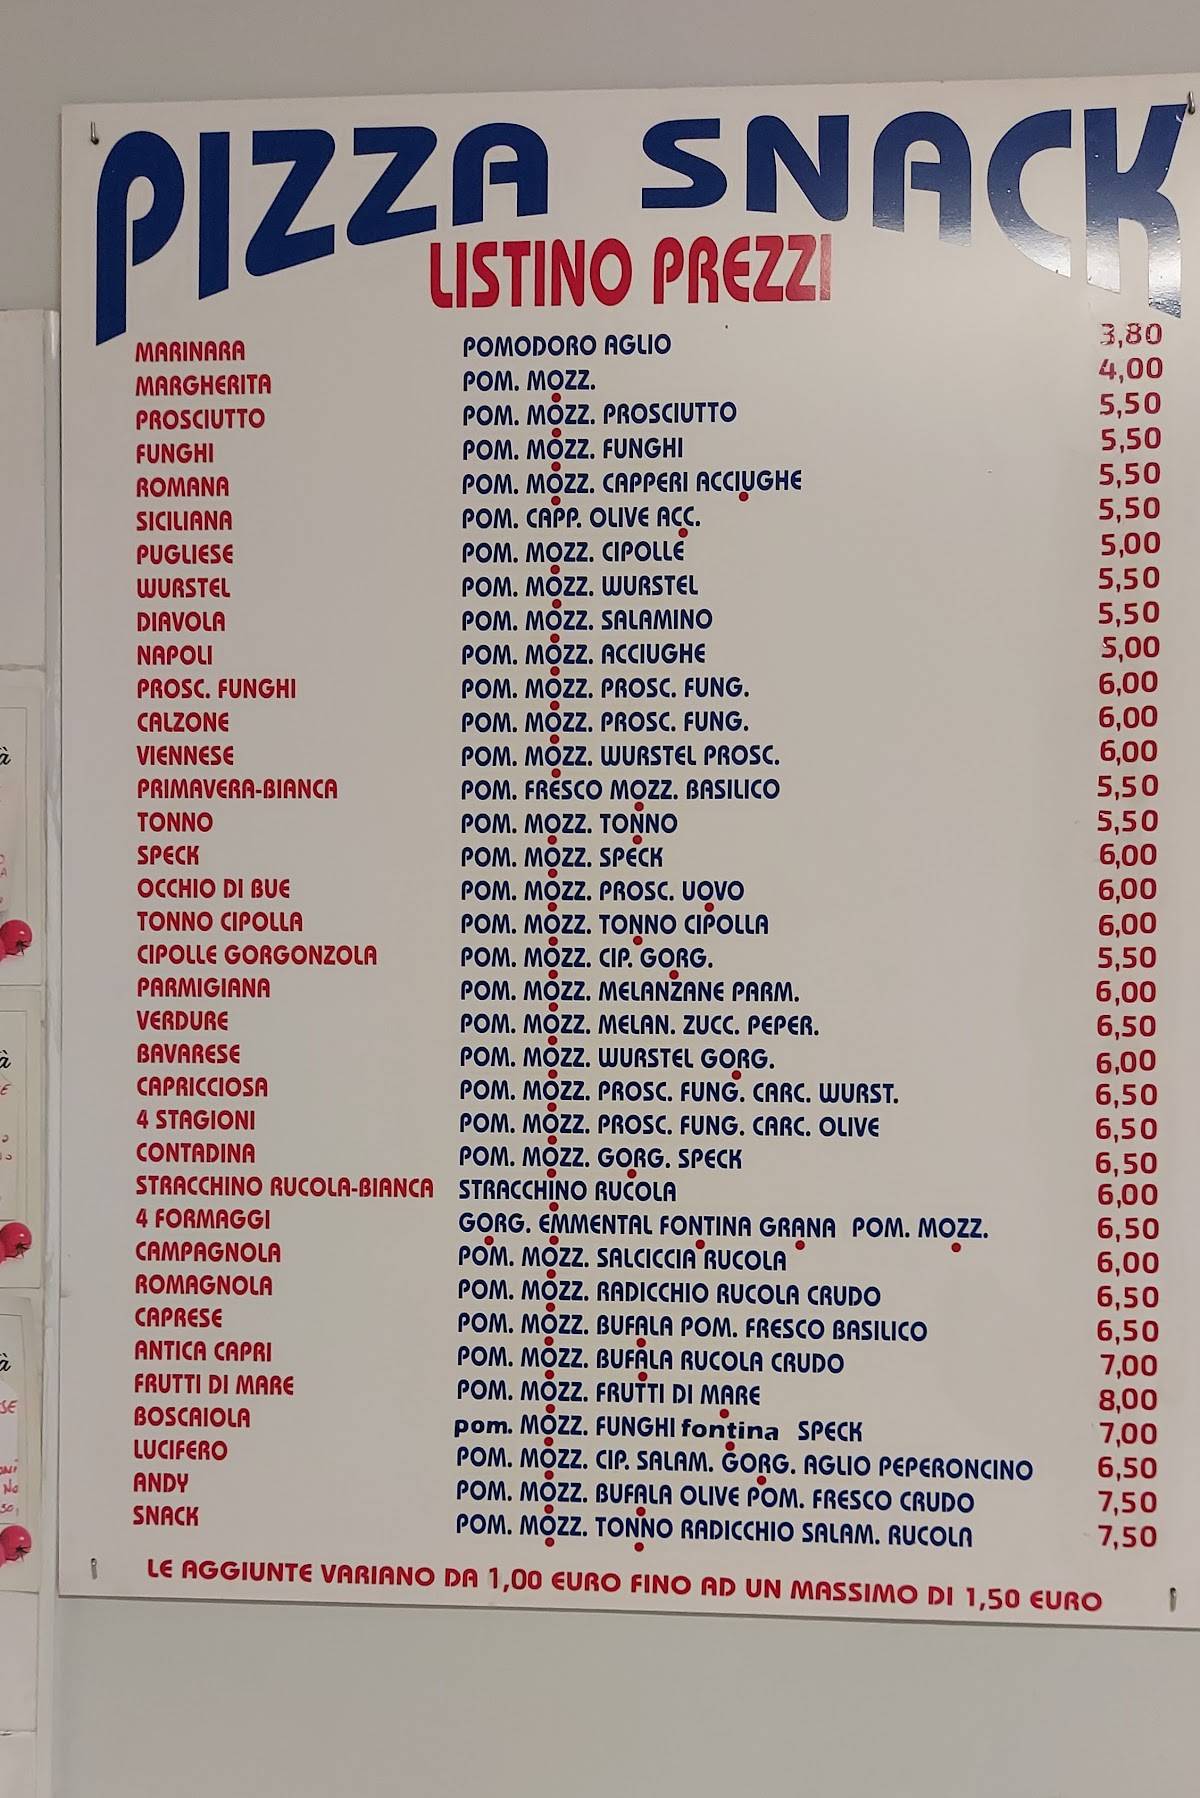 PIZZA SNACK
LISTINO PREZZI
MARINARA POMODORO AGLIO 3,80
MARGHERITA POM. MOZZ. 4,00
PROSCIUTTO POM. MOZZ. PROSCIUTTO 5,50
FUNGHI POM. MOZZ. FUNGHI 5,50
ROMANA POM. MOZZ. CAPPERI ACCIUGHE 5,50
SICILIANA POM. CAPP. OLIVE ACC. 5,50
PUGLIESE POM. MOZZ. CIPOLLE 5,00
WURSTEL POM. MOZZ. WURSTEL 5,50
DIAVOLA POM. MOZZ. SALAMINO 5,50
NAPOLI POM. MOZZ. ACCIUGHE 5,00
PROSC. FUNGHI POM. MOZZ. PROSC. FUNG. 6,00
CALZONE POM. MOZZ. PROSC. FUNG. 6,00
VIENNESE POM. MOZZ. WURSTEL PROSC. 6,00
PRIMAVERA-BIANCA POM. FRESCO MOZZ. BASILICO 5,50
TONNO POM. MOZZ. TONNO 5,50
SPECK POM. MOZZ. SPECK 6,00
OCCHIO DI BUE POM. MOZZ. PROSC. UOVO 6,00
TONNO CIPOLLA POM. MOZZ. TONNO CIPOLLA 6,00
CIPOLLE GORGONZOLA POM. MOZZ. CIP. GORG. 5,50
PARMIGIANA POM. MOZZ. MELANZANE PARM. 6,00
VERDURE POM. MOZZ. MELAN. ZUCC. PEPER. 6,50
BAVARESE POM. MOZZ. WURSTEL GORG. 6,00
CAPRICCIOSA POM. MOZZ. PROSC. FUNG. CARC. WURST. 6,50
4 STAGIONI POM. MOZZ. PROSC. FUNG. CARC. OLIVE 6,50
CONTADINA POM. MOZZ. GORG. SPECK 6,50
STRACCHINO RUCOLA-BIANCA STRACCHINO RUCOLA 6,00
4 FORMAGGI GORG. EMMENTAL FONTINA GRANA POM. MOZZ. 6,50
CAMPAGNOLA POM. MOZZ. SALCICCIA RUCOLA 6,00
ROMAGNOLA POM. MOZZ. RADICCHIO RUCOLA CRUDO 6,50
CAPRESE POM. MOZZ. BUFALA POM. FRESCO BASILICO 6,50
ANTICA CAPRI POM. MOZZ. BUFALA RUCOLA CRUDO 7,00
FRUTTI DI MARE POM. MOZZ. FRUTTI DI MARE 8,00
BOSCAIOLA pom. MOZZ. FUNGHI fontina SPECK 7,00
LUCIFERO POM. MOZZ. CIP. SALAM. GORG. AGLIO PEPERONCINO 6,50
ANDY POM. MOZZ. BUFALA OLIVE POM. FRESCO CRUDO 7,50
SNACK POM. MOZZ. TONNO RADICCHIO SALAM. RUCOLA 7,50
LE AGGIUNTE VARIANO DA 1,00 EURO FINO AD UN MASSIMO DI 1,50 EURO